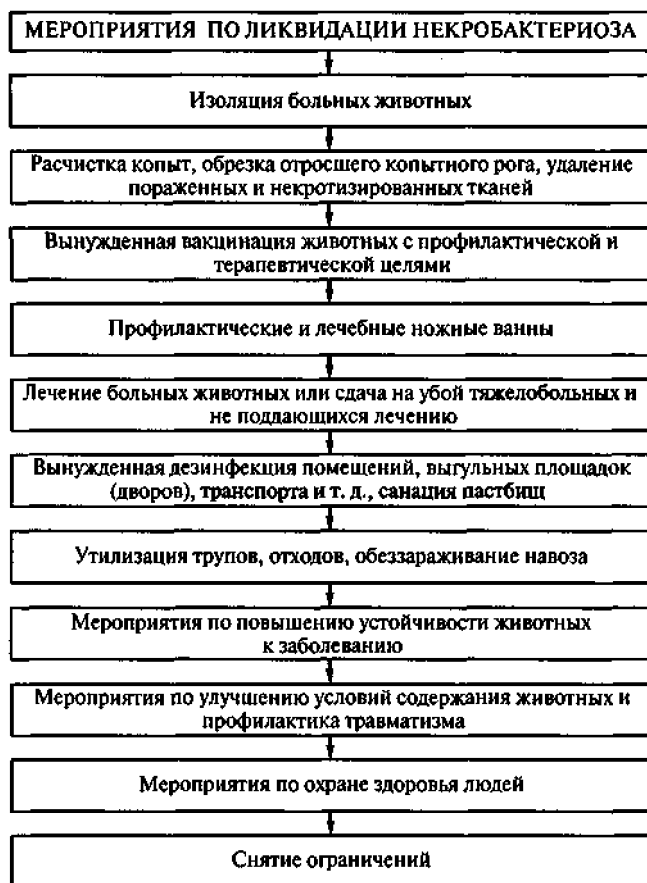 МЕРОПРИЯТИЯ ПО ЛИКВИДАЦИИ НЕКРОБАКТЕРИОЗА
Изоляция больных животных
Расчистка копыт, обрезка отросшего копытного рога, удаление
пораженных и некротизированных тканей
Вынужденная вакцинация животных с профилактической и
терапевтической целями
Профилактические и лечебные ножные ванны
Лечение больных животных или сдача на убой тяжелобольных и
не поддающихся лечению
Вынужденная дезинфекция помещений, выгульных площадок
(дворов), транспорта и т. д., санация пастбищ
Утилизация трупов, отходов, обеззараживание навоза
Мероприятия по повышению устойчивости животных
к заболеванию
Мероприятия по улучшению условий содержания животных и
профилактика травматизма
Мероприятия по охране здоровья людей
Снятие ограничений